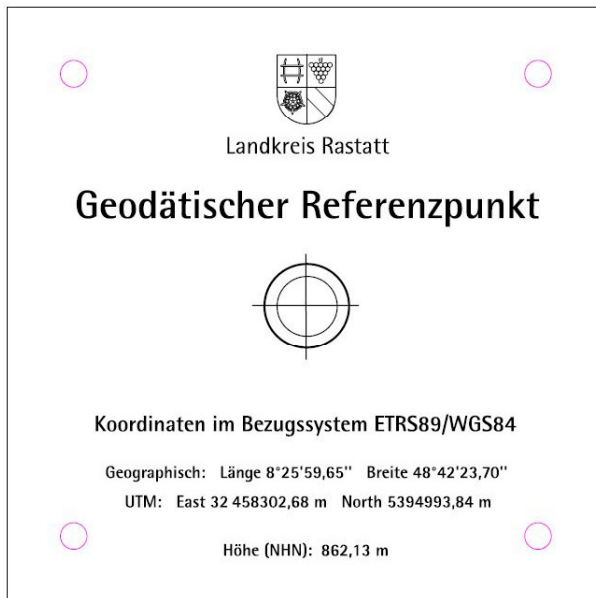 Landkreis Rastatt
Geodätischer Referenzpunkt
Koordinaten im Bezugssystem ETRS89/WGS84
Geographisch: Länge 8°25'59,65'' Breite 48°42'23,70''
UTM: East 32 458302,68 m North 5394993,84 m
Höhe (NHN): 862,13 m